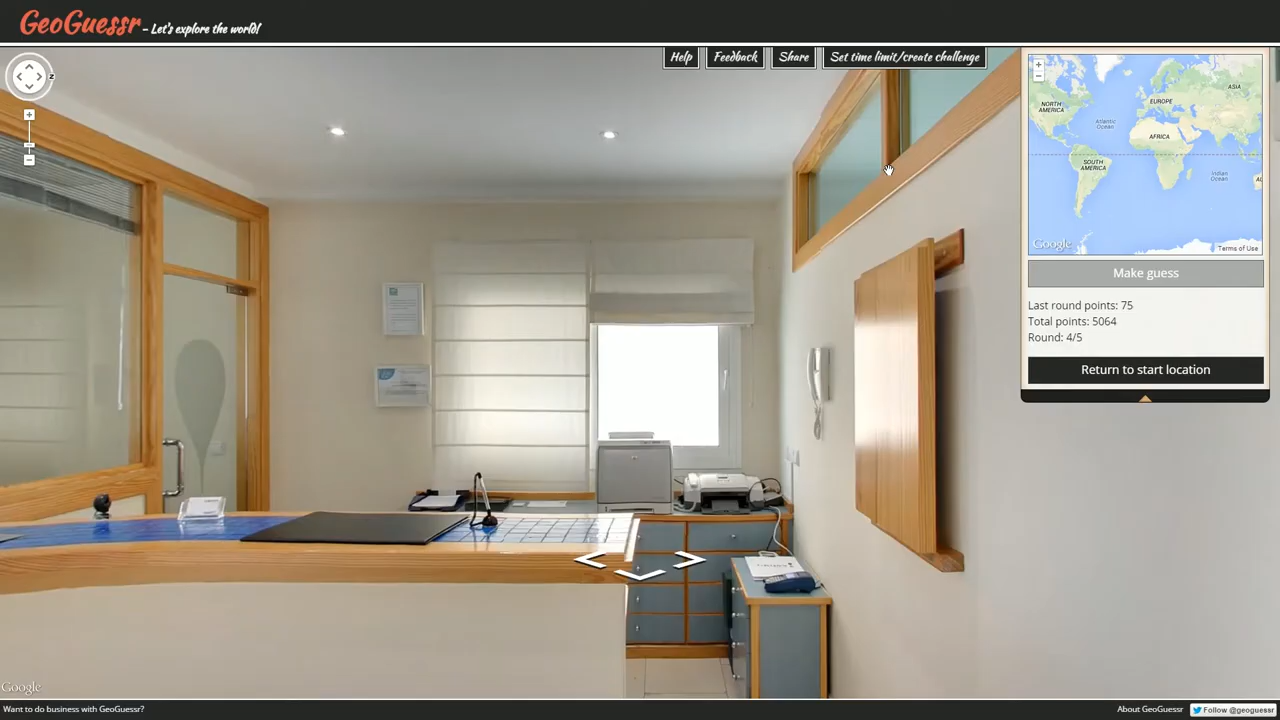 GeoGuessr - Let's explore the world!
Help
Feedback
Share
Set time limit/create challenge
NORTH AMERICA
EUROPE
ASIA
Atlantic Ocean
AFRICA
SOUTH AMERICA
Indian Ocean
AU
Google
Terms of Use
Make guess
Last round points: 75
Total points: 5064
Round: 4/5
Return to start location
Google
Want to do business with GeoGuessr?
About GeoGuessr
Follow @geoguessr